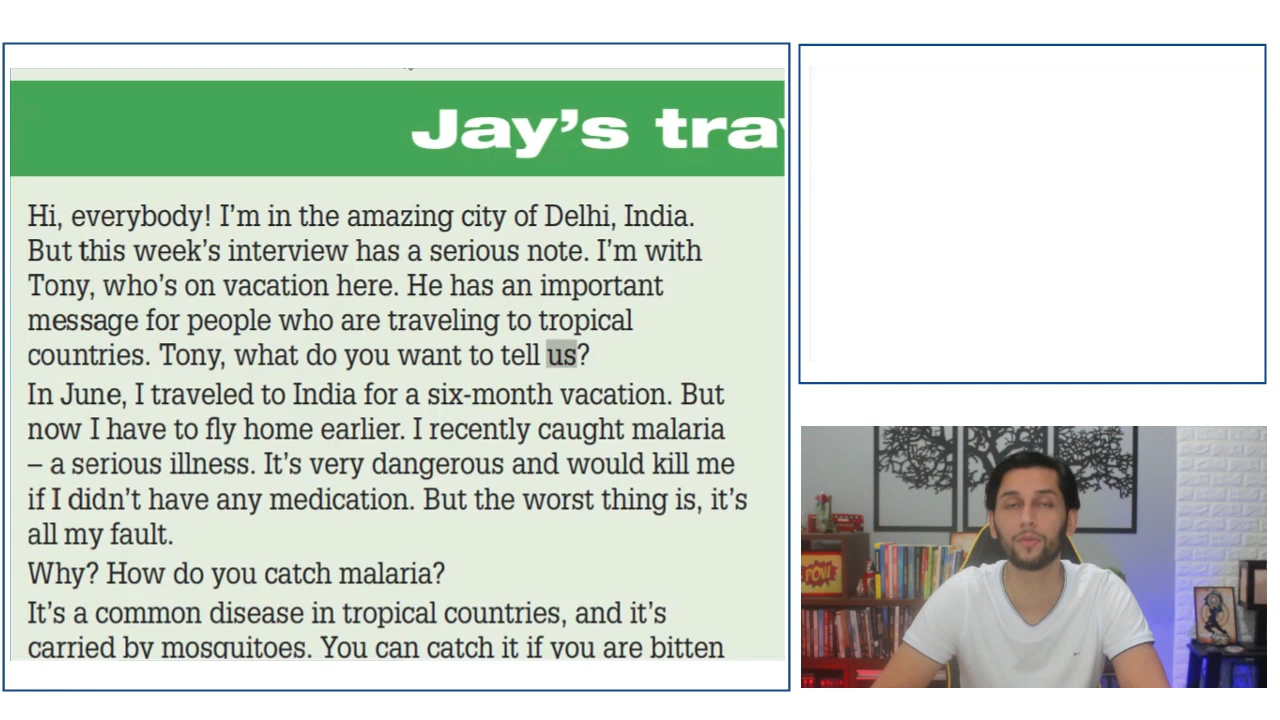 Jay's tra
Hi, everybody! I'm in the amazing city of Delhi, India.
But this week's interview has a serious note. I'm with
Tony, who's on vacation here. He has an important
message for people who are traveling to tropical
countries. Tony, what do you want to tell us?
In June, I traveled to India for a six-month vacation. But
now I have to fly home earlier. I recently caught malaria
– a serious illness. It's very dangerous and would kill me
if I didn't have any medication. But the worst thing is, it's
all my fault.
Why? How do you catch malaria?
It's a common disease in tropical countries, and it's
carried by mosquitoes. You can catch it if you are bitten
POW!